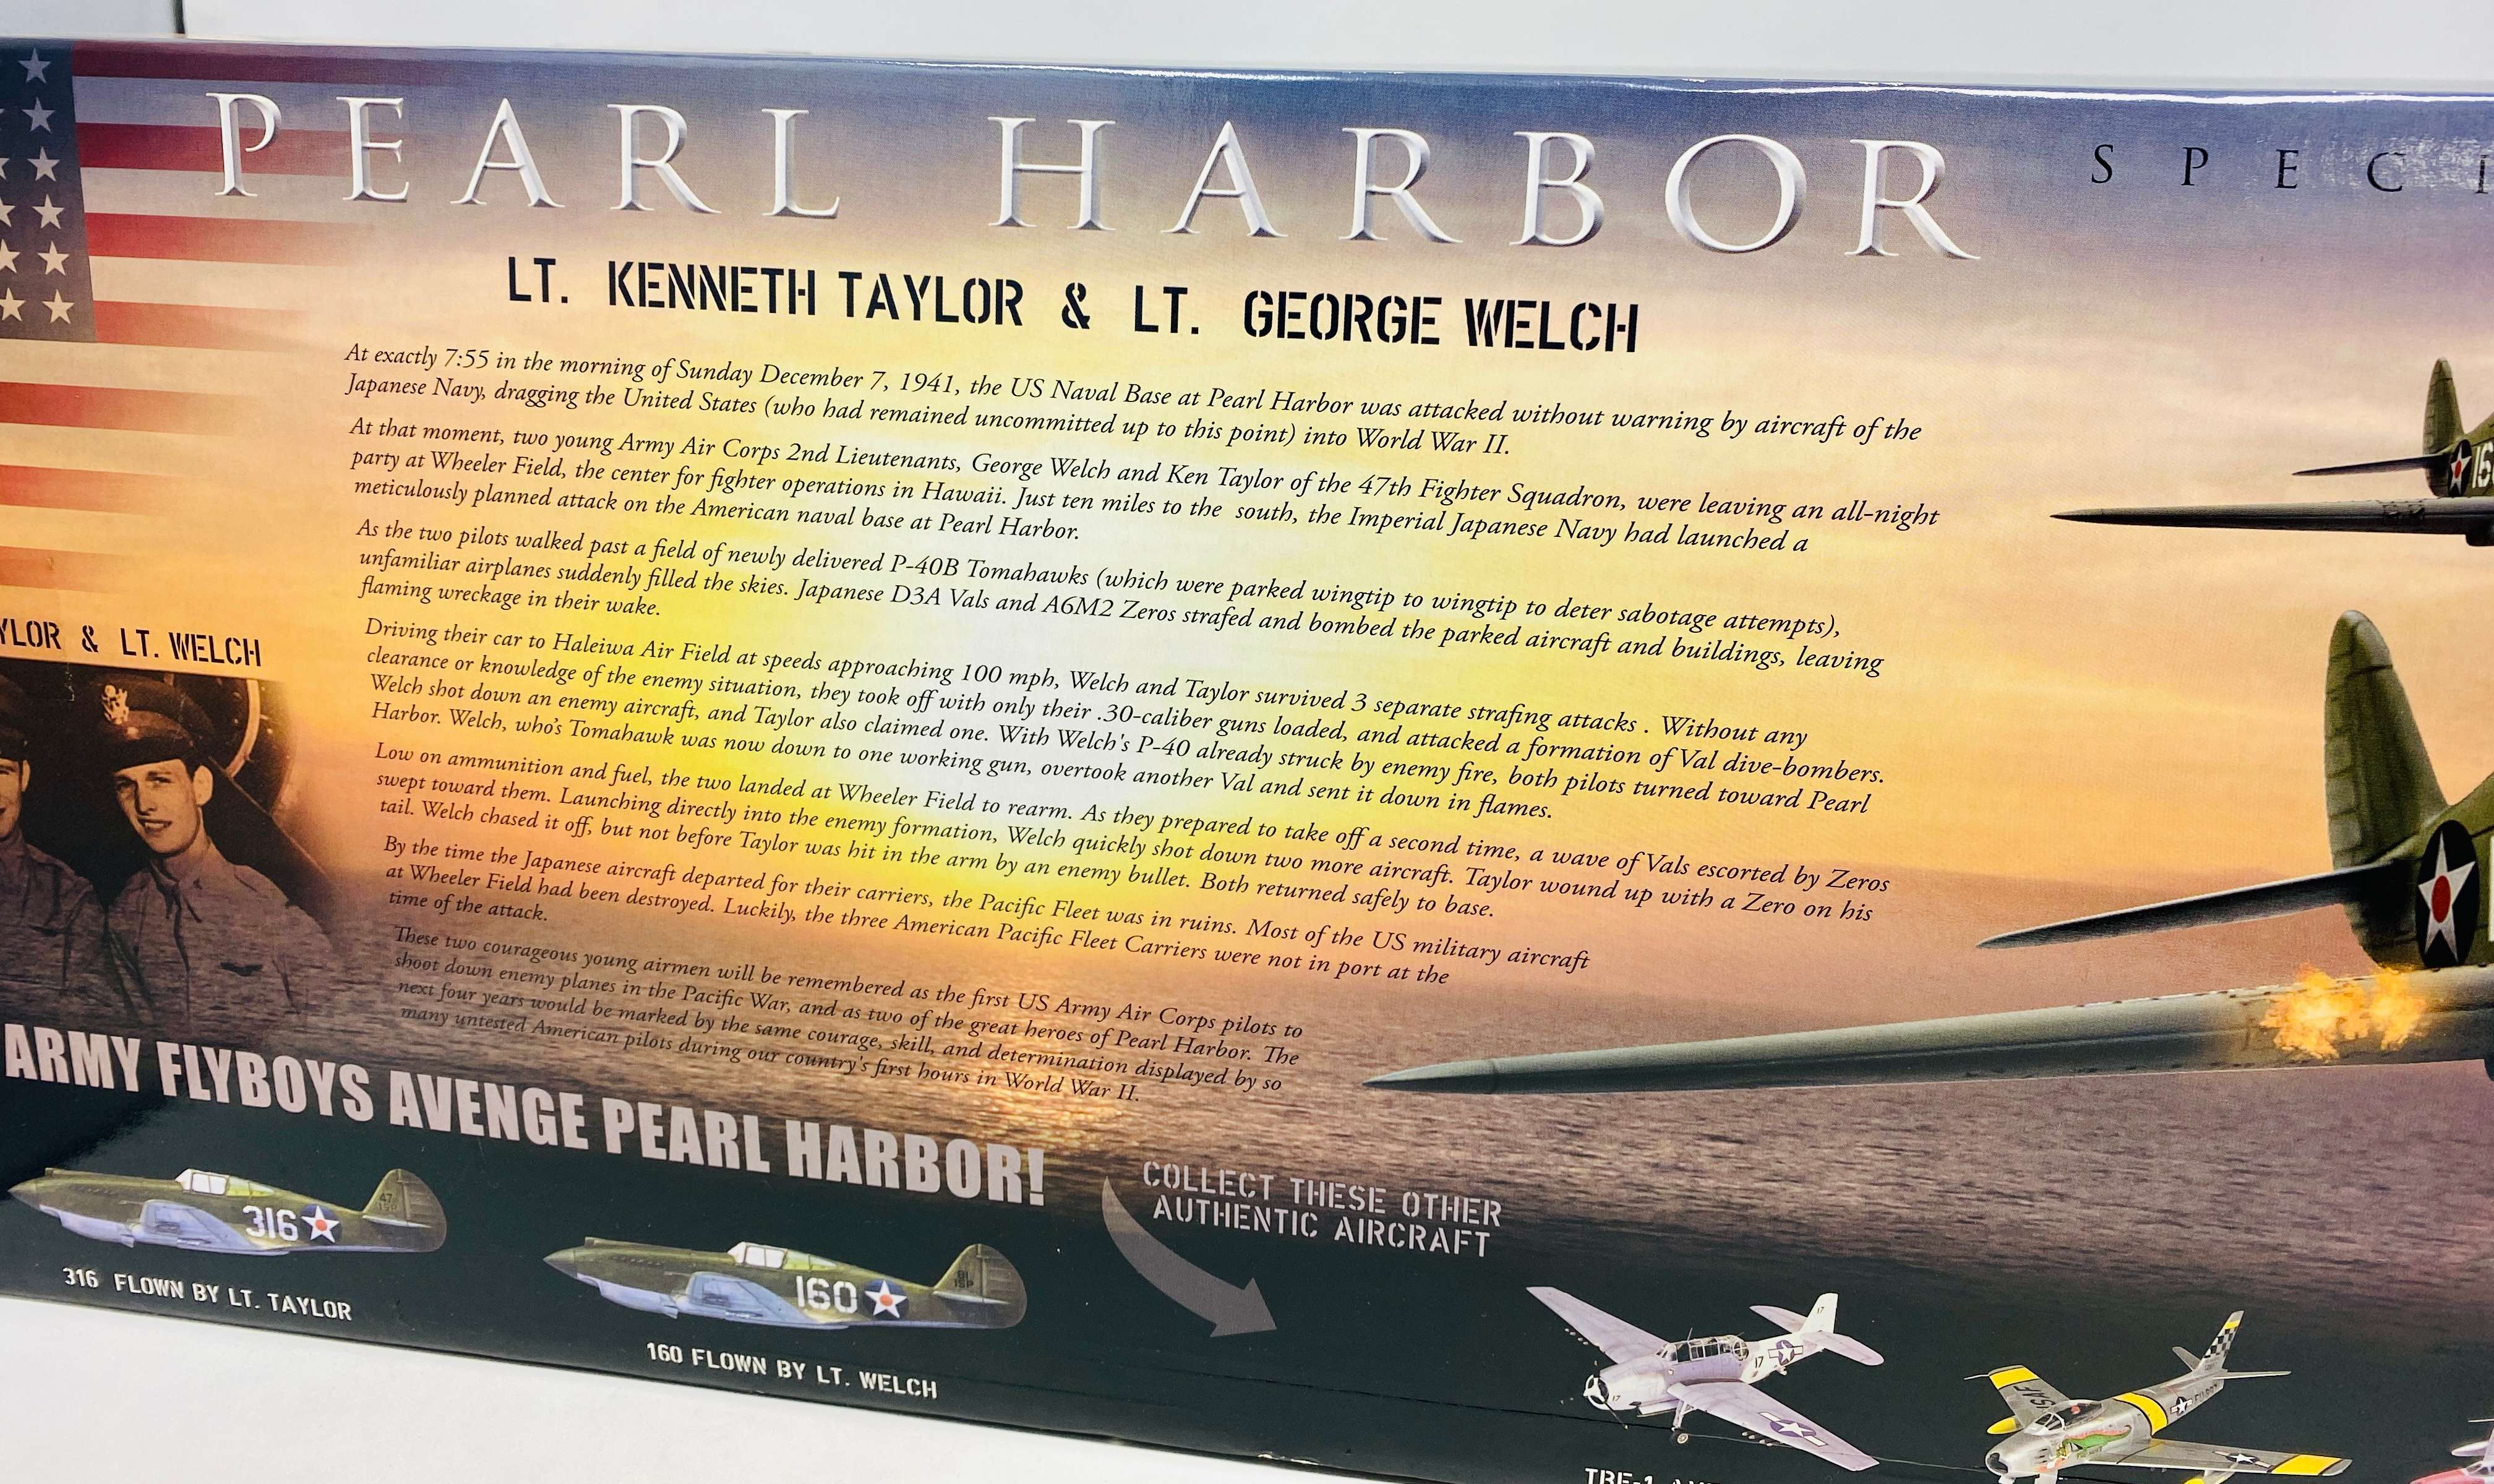 PEARL HARBOR SPECI
LT. KENNETH TAYLOR & LT. GEORGE WELCH
At exactly 7:55 in the morning of Sunday December 7, 1941, the US Naval Base at Pearl Harbor was attacked without warning by aircraft of the
Japanese Navy, dragging the United States (who had remained uncommitted up to this point) into World War II.
At that moment, two young Army Air Corps 2nd Lieutenants, George Welch and Ken Taylor of the 47th Fighter Squadron, were leaving an all-night
party at Wheeler Field, the center for fighter operations in Hawaii. Just ten miles to the south, the Imperial Japanese Navy had launched a
meticulously planned attack on the American naval base at Pearl Harbor.
As the two pilots walked past a field of newly delivered P-40B Tomahawks (which were parked wingtip to wingtip to deter sabotage attempts),
unfamiliar airplanes suddenly filled the skies. Japanese D3A Vals and A6M2 Zeros strafed and bombed the parked aircraft and buildings, leaving
flaming wreckage in their wake.
Driving their car to Haleiwa Air Field at speeds approaching 100 mph, Welch and Taylor survived 3 separate strafing attacks . Without any
clearance or knowledge of the enemy situation, they took off with only their .30-caliber guns loaded, and attacked a formation of Val dive-bombers.
Welch shot down an enemy aircraft, and Taylor also claimed one. With Welch's P-40 already struck by enemy fire, both pilots turned toward Pearl
Harbor. Welch, who's Tomahawk was now down to one working gun, overtook another Val and sent it down in flames.
Low on ammunition and fuel, the two landed at Wheeler Field to rearm. As they prepared to take off a second time, a wave of Vals escorted by Zeros
swept toward them. Launching directly into the enemy formation, Welch quickly shot down two more aircraft. Taylor wound up with a Zero on his
tail. Welch chased it off, but not before Taylor was hit in the arm by an enemy bullet. Both returned safely to base.
By the time the Japanese aircraft departed for their carriers, the Pacific Fleet was in ruins. Most of the US military aircraft
at Wheeler Field had been destroyed. Luckily, the three American Pacific Fleet Carriers were not in port at the
time of the attack.
These two courageous young airmen will be remembered as the first US Army Air Corps pilots to
shoot down enemy planes in the Pacific War, and as two of the great heroes of Pearl Harbor. The
next four years would be marked by the same courage, skill, and determination displayed by so
many untested American pilots during our country's first hours in World War II.
YLOR & LT. WELCH
ARMY FLYBOYS AVENGE PEARL HARBOR!
316
316 FLOWN BY LT. TAYLOR
160
160 FLOWN BY LT. WELCH
COLLECT THESE OTHER
AUTHENTIC AIRCRAFT
17
17
17
TBF-1